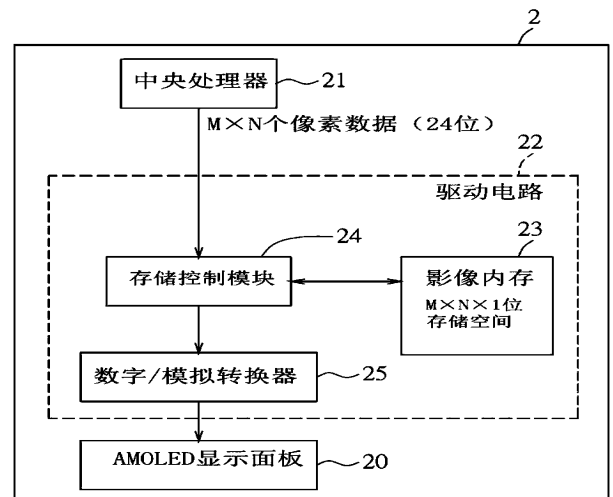 2
中央处理器
21
M×N个像素数据（24位）
22
驱动电路
24
23
存储控制模块
影像内存
M×N×1位
存储空间
数字/模拟转换器
25
AMOLED显示面板
20